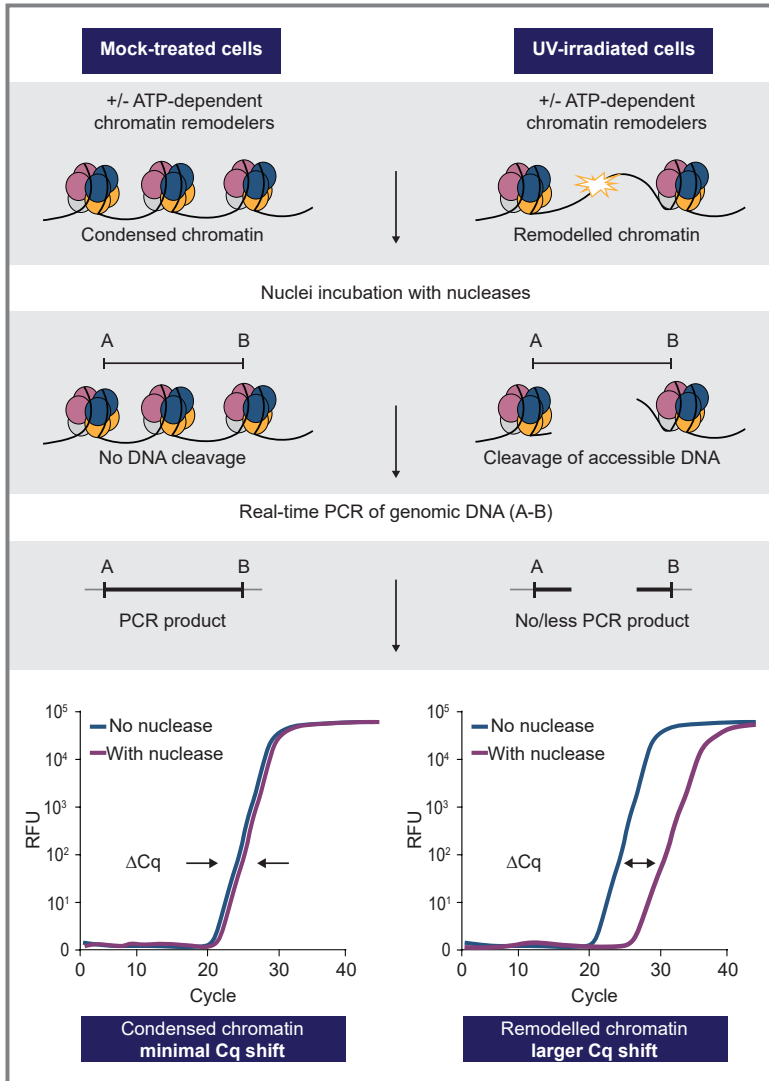 Mock-treated cells
UV-irradiated cells
+/- ATP-dependent
chromatin remodelers
+/- ATP-dependent
chromatin remodelers
Condensed chromatin
Remodelled chromatin
Nuclei incubation with nucleases
A B
A B
No DNA cleavage
Cleavage of accessible DNA
Real-time PCR of genomic DNA (A-B)
A B
A B
PCR product
No/less PCR product
10⁵
No nuclease
With nuclease
10⁴
10³
RFU
10²
ΔCq
10¹
0
0 10 20 30 40
Cycle
Condensed chromatin
minimal Cq shift
10⁵
No nuclease
With nuclease
10⁴
10³
RFU
10²
ΔCq
10¹
0
0 10 20 30 40
Cycle
Remodelled chromatin
larger Cq shift